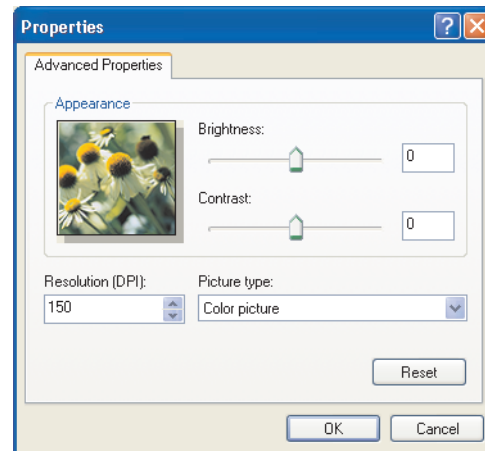 Properties
Advanced Properties
Appearance
Brightness:
0
Contrast:
0
Resolution (DPI):
Picture type:
150
Color picture
Reset
OK
Cancel